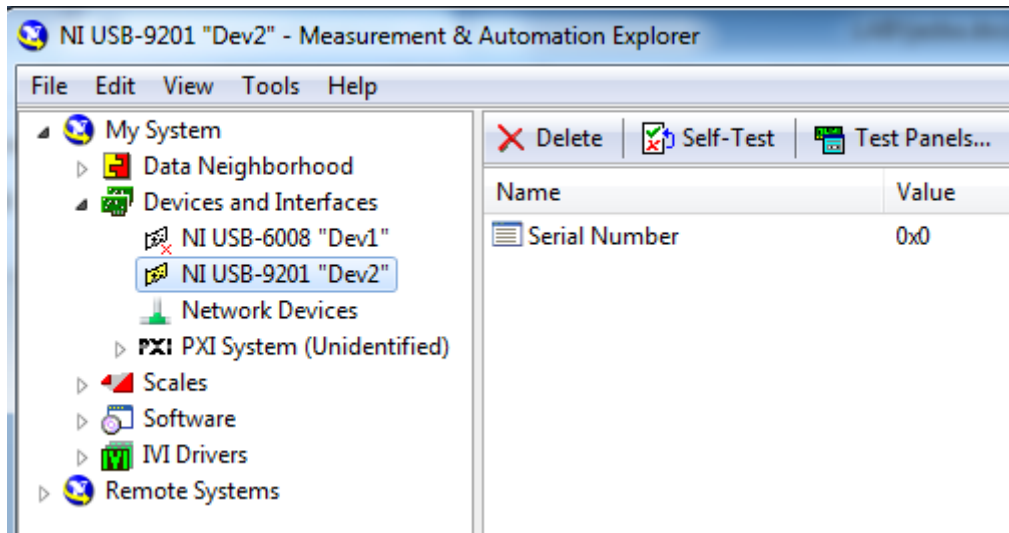 NI USB-9201 "Dev2" - Measurement & Automation Explorer
File Edit View Tools Help
My System
Data Neighborhood
Devices and Interfaces
NI USB-6008 "Dev1"
NI USB-9201 "Dev2"
Network Devices
PXI PXI System (Unidentified)
Scales
Software
IVI IVI Drivers
Remote Systems
Delete Self-Test Test Panels...
Name Value
Serial Number 0x0